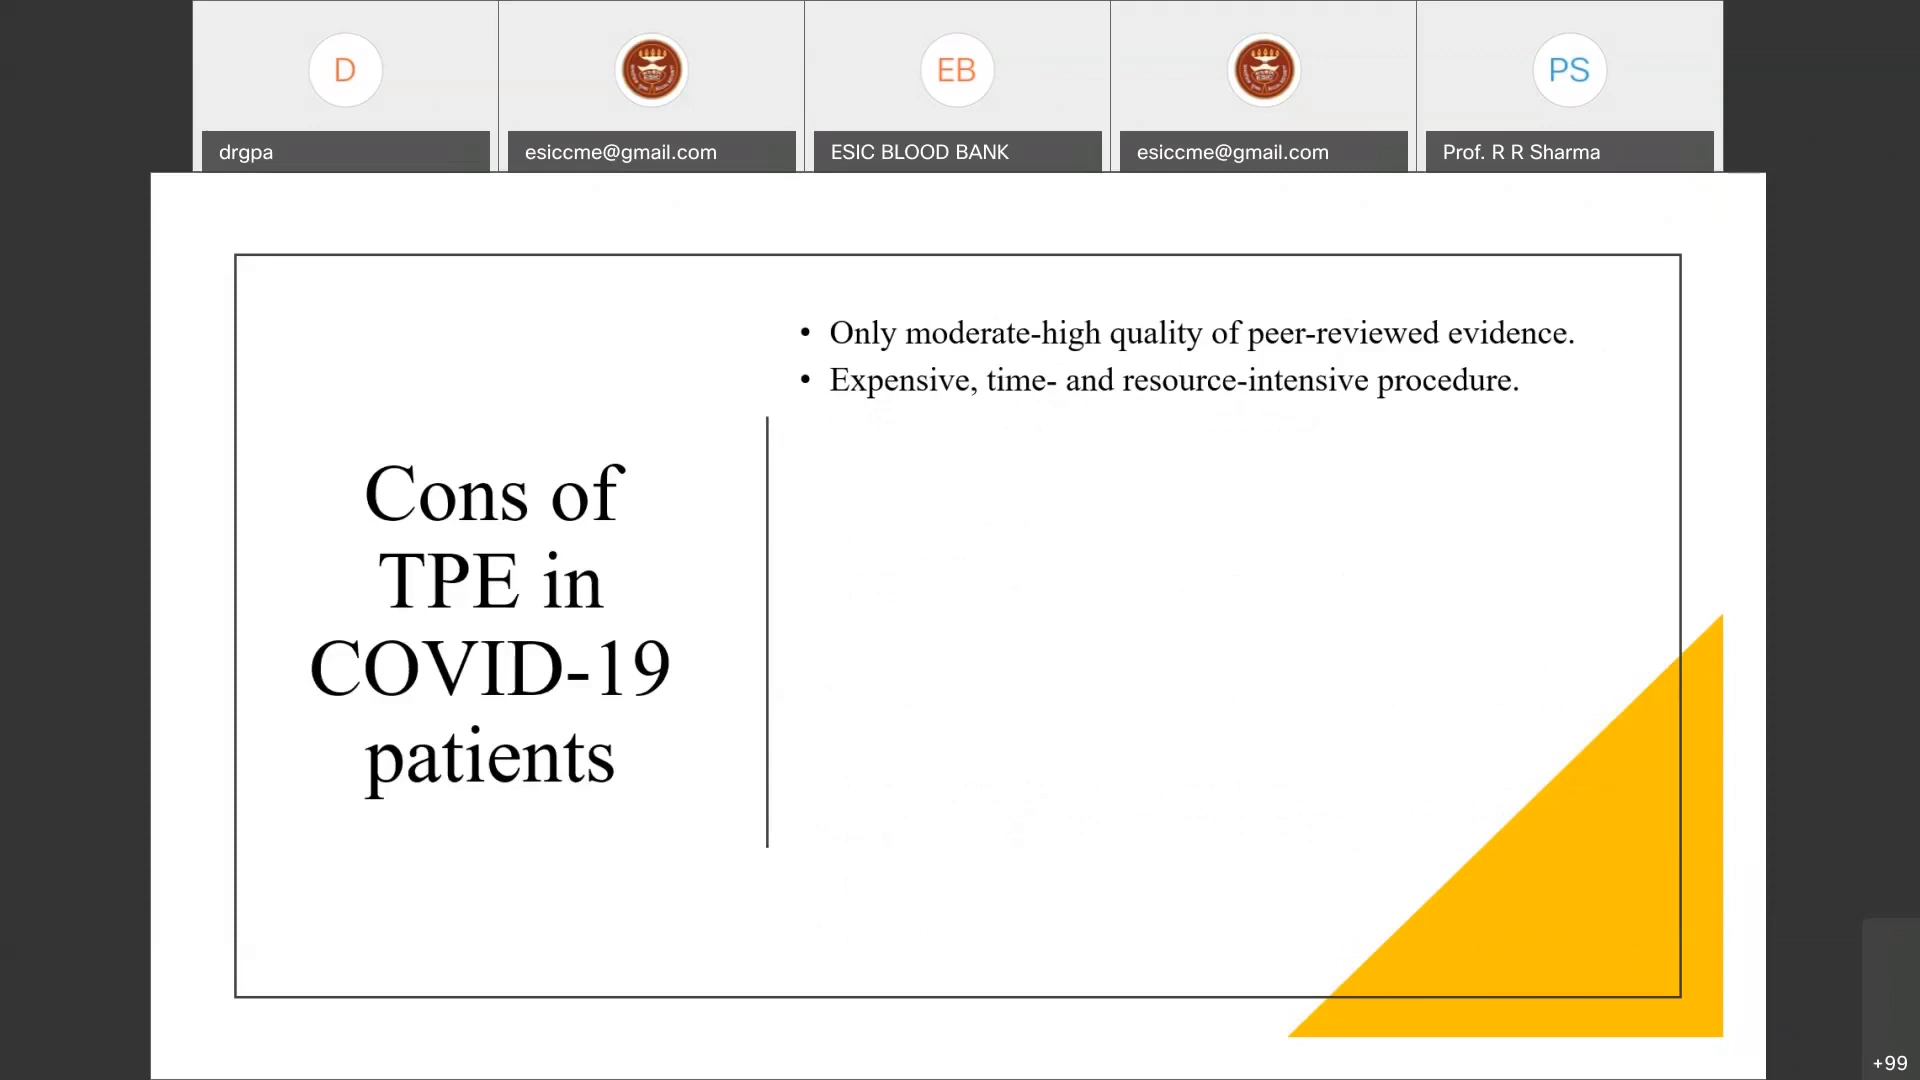 D
EB
PS
drgpa
esiccme@gmail.com
ESIC BLOOD BANK
esiccme@gmail.com
Prof. R R Sharma
Cons of
TPE in
COVID-19
patients
• Only moderate-high quality of peer-reviewed evidence.
• Expensive, time- and resource-intensive procedure.
+99